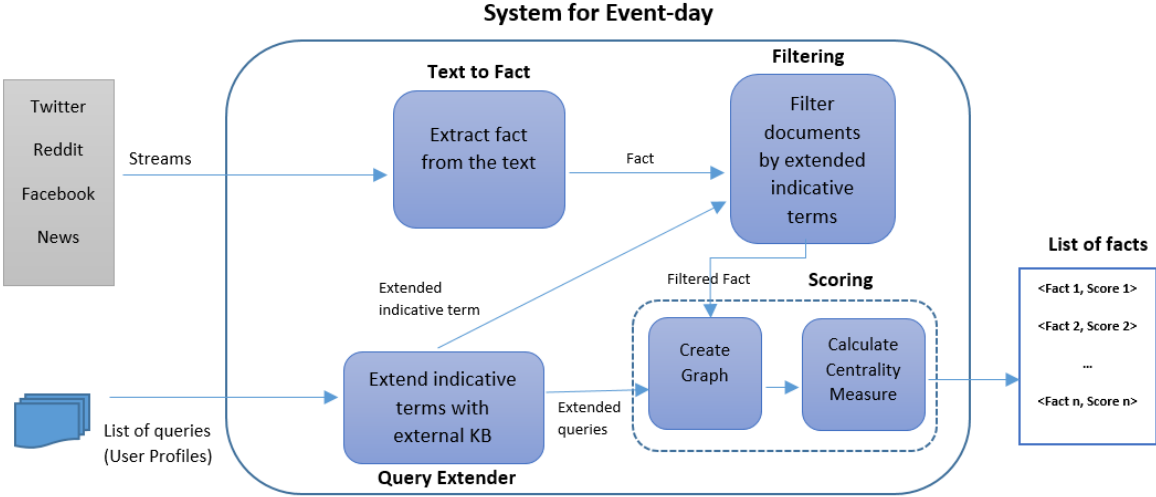 System for Event-day
Twitter
Reddit
Facebook
News
Streams
Text to Fact
Extract fact
from the text
Fact
Filtering
Filter
documents
by extended
indicative
terms
Extended
indicative term
Filtered Fact
Scoring
Create
Graph
Calculate
Centrality
Measure
List of queries
(User Profiles)
Extend indicative
terms with
external KB
Query Extender
Extended
queries
List of facts
<Fact 1, Score 1>
<Fact 2, Score 2>
...
<Fact n, Score n>